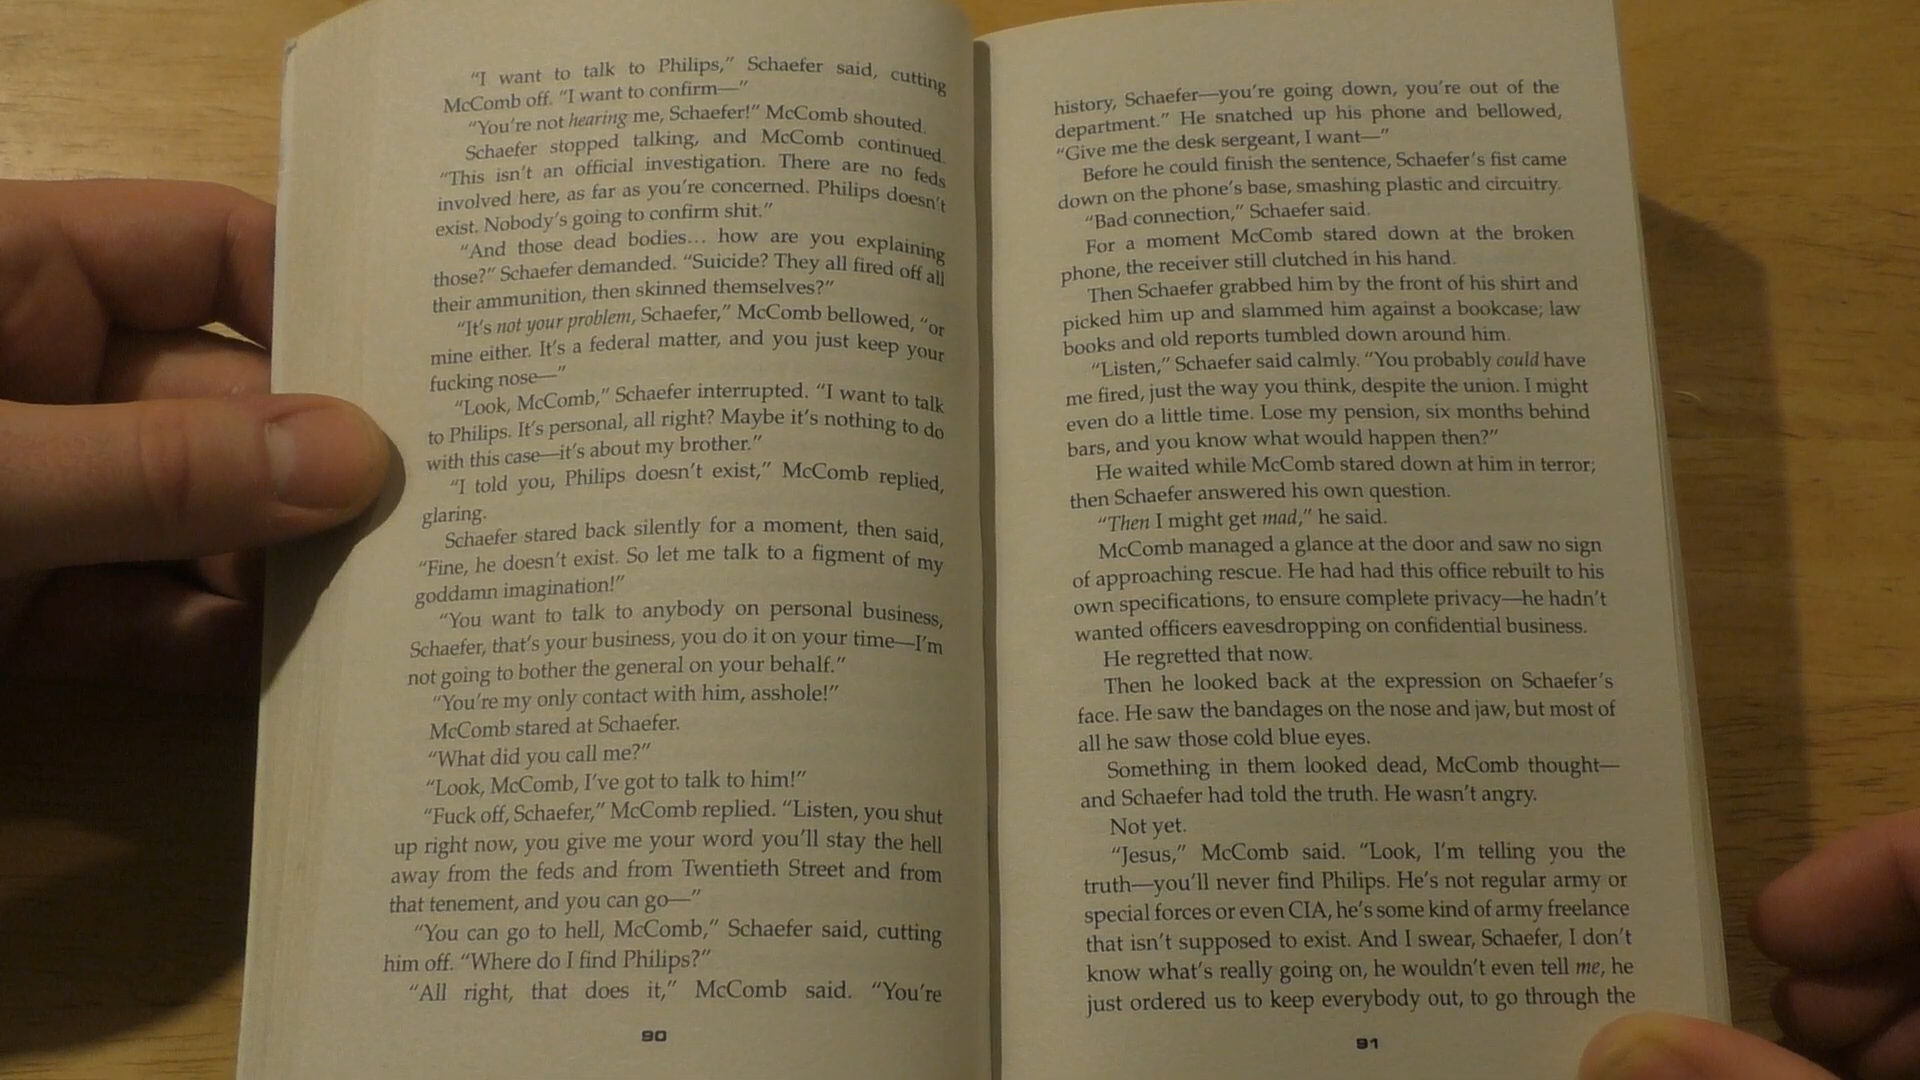 “I want to talk to Philips,” Schaefer said, cutting
McComb off. “I want to confirm—”
“You’re not hearing me, Schaefer!” McComb shouted.
Schaefer stopped talking, and McComb continued.
“This isn’t an official investigation. There are no feds
involved here, as far as you’re concerned. Philips doesn’t
exist. Nobody’s going to confirm shit.”
“And those dead bodies... how are you explaining
those?” Schaefer demanded. “Suicide? They all fired off all
their ammunition, then skinned themselves?”
“It’s not your problem, Schaefer,” McComb bellowed, “or
mine either. It’s a federal matter, and you just keep your
fucking nose—”
“Look, McComb,” Schaefer interrupted. “I want to talk
to Philips. It’s personal, all right? Maybe it’s nothing to do
with this case—it’s about my brother.”
“I told you, Philips doesn’t exist,” McComb replied,
glaring.
Schaefer stared back silently for a moment, then said,
“Fine, he doesn’t exist. So let me talk to a figment of my
goddamn imagination!”
“You want to talk to anybody on personal business,
Schaefer, that’s your business, you do it on your time—I’m
not going to bother the general on your behalf.”
“You’re my only contact with him, asshole!”
McComb stared at Schaefer.
“What did you call me?”
“Look, McComb, I’ve got to talk to him!”
“Fuck off, Schaefer,” McComb replied. “Listen, you shut
up right now, you give me your word you’ll stay the hell
away from the feds and from Twentieth Street and from
that tenement, and you can go—”
“You can go to hell, McComb,” Schaefer said, cutting
him off. “Where do I find Philips?”
“All right, that does it,” McComb said. “You’re
90
history, Schaefer—you’re going down, you’re out of the
department.” He snatched up his phone and bellowed,
“Give me the desk sergeant, I want—”
Before he could finish the sentence, Schaefer’s fist came
down on the phone’s base, smashing plastic and circuitry.
“Bad connection,” Schaefer said.
For a moment McComb stared down at the broken
phone, the receiver still clutched in his hand.
Then Schaefer grabbed him by the front of his shirt and
picked him up and slammed him against a bookcase; law
books and old reports tumbled down around him.
“Listen,” Schaefer said calmly. “You probably could have
me fired, just the way you think, despite the union. I might
even do a little time. Lose my pension, six months behind
bars, and you know what would happen then?”
He waited while McComb stared down at him in terror;
then Schaefer answered his own question.
“Then I might get mad,” he said.
McComb managed a glance at the door and saw no sign
of approaching rescue. He had had this office rebuilt to his
own specifications, to ensure complete privacy—he hadn’t
wanted officers eavesdropping on confidential business.
He regretted that now.
Then he looked back at the expression on Schaefer’s
face. He saw the bandages on the nose and jaw, but most of
all he saw those cold blue eyes.
Something in them looked dead, McComb thought—
and Schaefer had told the truth. He wasn’t angry.
Not yet.
“Jesus,” McComb said. “Look, I’m telling you the
truth—you’ll never find Philips. He’s not regular army or
special forces or even CIA, he’s some kind of army freelance
that isn’t supposed to exist. And I swear, Schaefer, I don’t
know what’s really going on, he wouldn’t even tell me, he
just ordered us to keep everybody out, to go through the
91